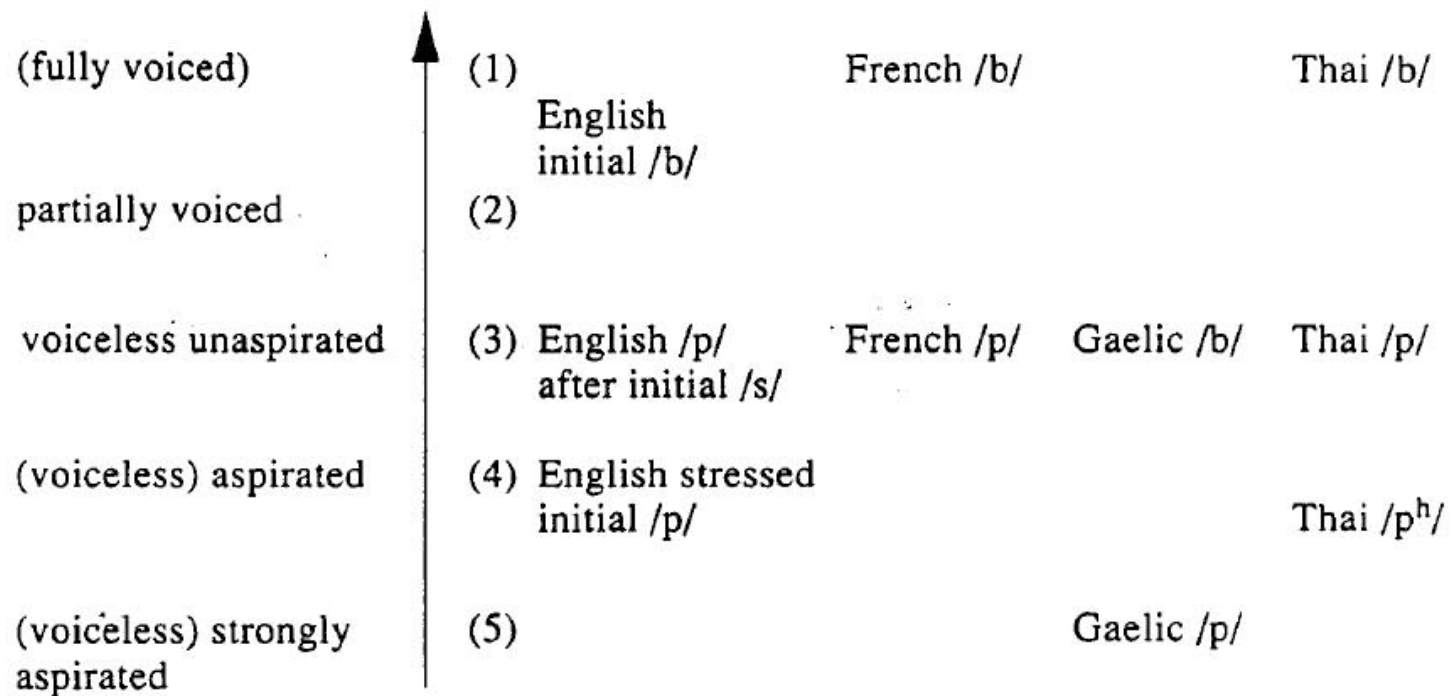 (fully voiced) (1) French /b/ Thai /b/
English
initial /b/
partially voiced (2)
voiceless unaspirated (3) English /p/ French /p/ Gaelic /b/ Thai /p/
after initial /s/
(voiceless) aspirated (4) English stressed
initial /p/ Thai /pʰ/
(voiceless) strongly (5) Gaelic /p/
aspirated